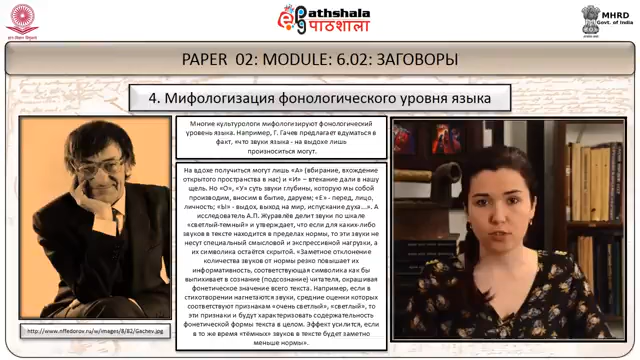 ePathshala
पाठशाला
MHRD
Govt. of India
PAPER 02: MODULE: 6.02: ЗАГОВОРЫ
4. Мифологизация фонологического уровня языка
Многие культурологи мифологизируют фонологический
уровень языка. Например, Г. Гачев предлагает вдуматься в
факт, «что звуки языка - на выдохе лишь
произноситься могут.
На вдохе получиться могут лишь «А» (вбирание, вхождение
открытого пространства в нас) и «И» – втекание дали в нашу
щель. Но «О», «У» суть звуки глубины, которую мы собой
производим, вносим в бытие, даруем; «Е» - перед, лицо,
личность; «Ы» - выдох, выход на мир, испускание духа...». А
исследователь А.П. Журавлёв делит звуки по шкале
«светлый-темный» и утверждает, что если для каких-либо
звуков в тексте находится в пределах нормы, то эти звуки не
несут специальной смысловой и экспрессивной нагрузки, а
их символика остаётся скрытой. «Заметное отклонение
количества звуков от нормы резко повышает их
информативность, соответствующая символика как бы
выпихивает в сознание (подсознание) читателя, окрашивая
фонетическое значение всего текста. Например, если в
стихотворении нагнетаются звуки, средние оценки которых
соответствуют признакам «очень светлый», «светлый», то
эти признаки и будут характеризовать содержательность
фонетической формы текста в целом. Эффект усилится, если
в то же время «тёмных» звуков в тексте будет заметно
меньше нормы».
http://www.nffedorov.ru/w/images/8/82/Gachev.jpg